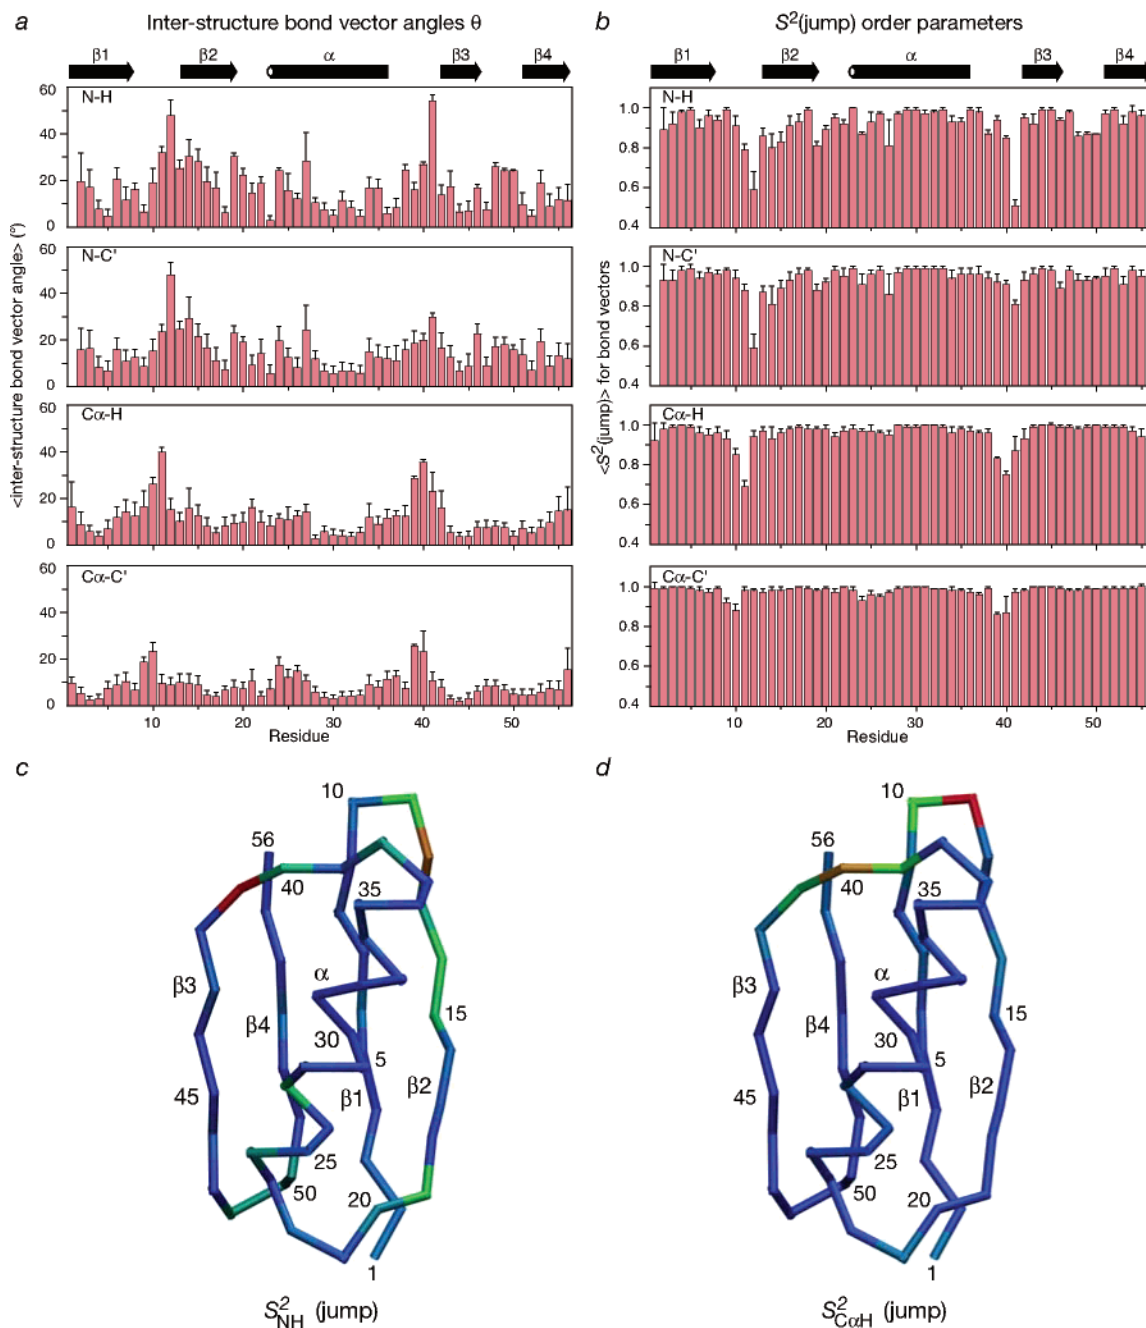 a Inter-structure bond vector angles θ
β1 β2 α β3 β4
<inter-structure bond vector angle> (°)
60 N-H
40
20
0
60 N-C'
40
20
0
60 Cα-H
40
20
0
60 Cα-C'
40
20
0
10 20 30 40 50
Residue
b S²(jump) order parameters
β1 β2 α β3 β4
<S²(jump)> for bond vectors
N-H
1.0
0.8
0.6
0.4
N-C'
1.0
0.8
0.6
0.4
Cα-H
1.0
0.8
0.6
0.4
Cα-C'
1.0
0.8
0.6
0.4
10 20 30 40 50
Residue
c
10
56
40
35
β3
α
15
β4
30
5
45
β1
β2
25
50
20
1
S²NH (jump)
d
10
56
40
35
β3
α
15
β4
30
5
45
β1
β2
25
50
20
1
S²CαH (jump)